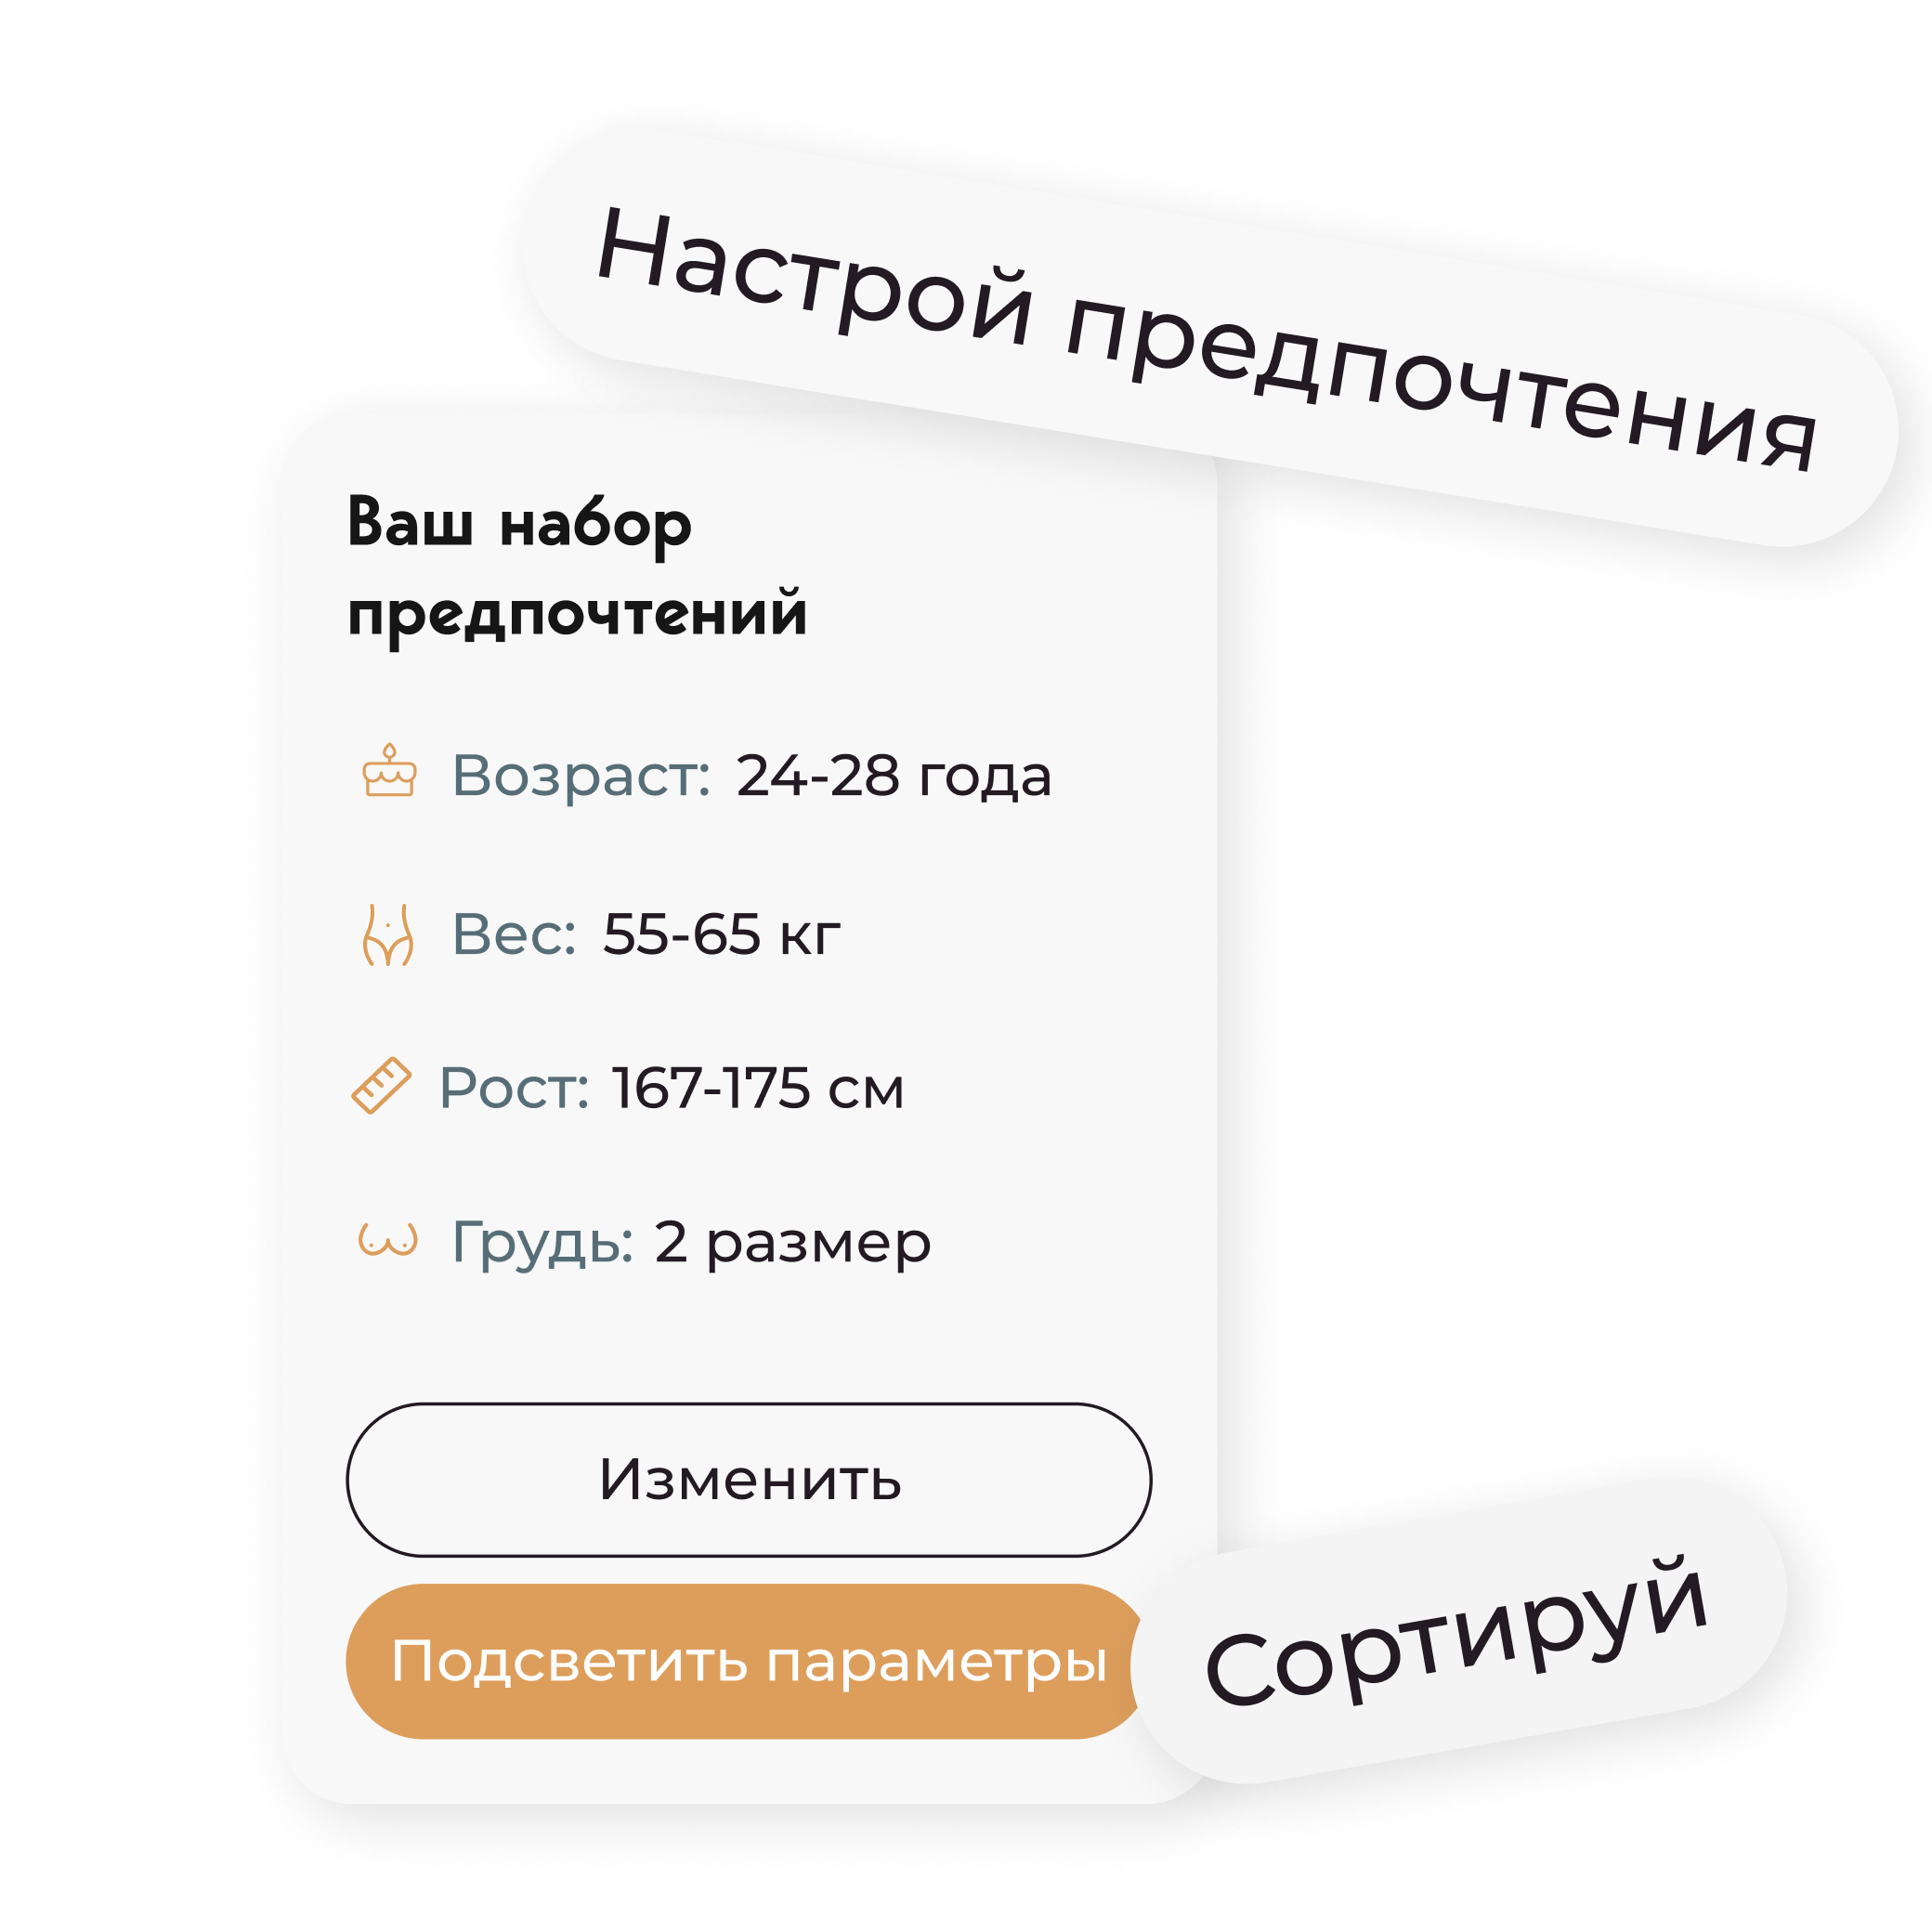 Настрой предпочтения
Ваш набор
предпочтений
Возраст: 24-28 года
Вес: 55-65 кг
Рост: 167-175 см
Грудь: 2 размер
Изменить
Подсветить параметры
Сортируй